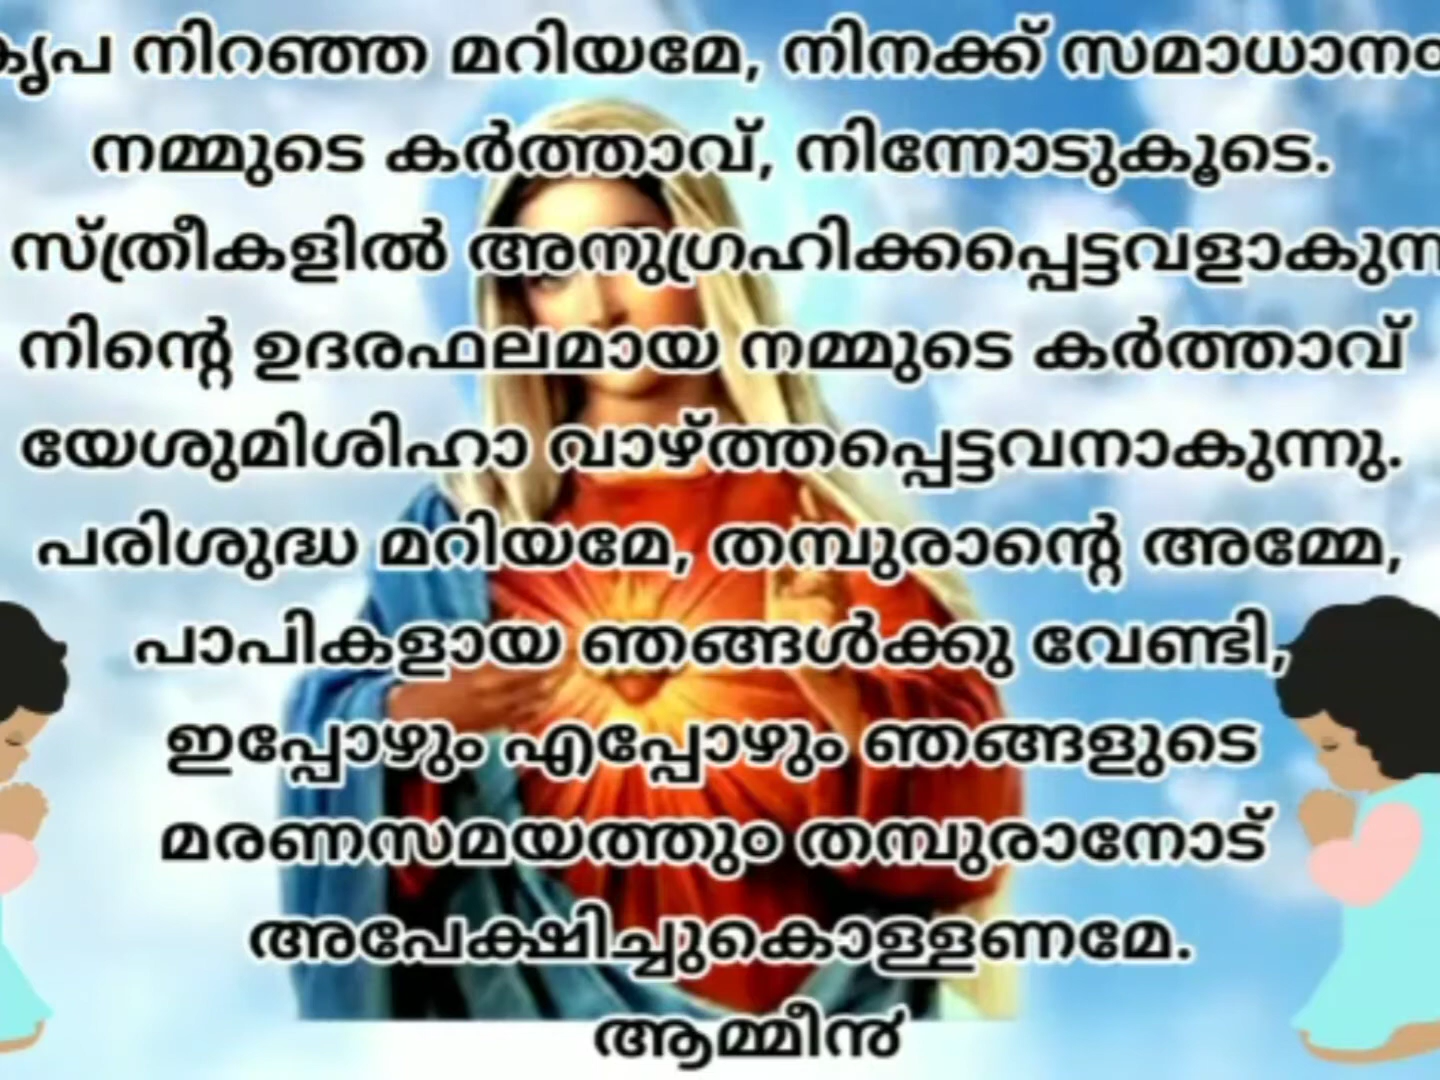 കൃപ നിറഞ്ഞ മറിയമേ, നിനക്ക് സമാധാനം
നമ്മുടെ കർത്താവ്, നിന്നോടുകൂടെ.
സ്ത്രീകളിൽ അനുഗ്രഹിക്കപ്പെട്ടവളാകുന്ന
നിന്റെ ഉദരഫലമായ നമ്മുടെ കർത്താവ്
യേശുമിശിഹാ വാഴ്ത്തപ്പെട്ടവനാകുന്നു.
പരിശുദ്ധ മറിയമേ, തമ്പുരാന്റെ അമ്മേ,
പാപികളായ ഞങ്ങൾക്കു വേണ്ടി,
ഇപ്പോഴും എപ്പോഴും ഞങ്ങളുടെ
മരണസമയത്തും തമ്പുരാനോട്
അപേക്ഷിച്ചുകൊള്ളണമേ.
ആമ്മീൻ